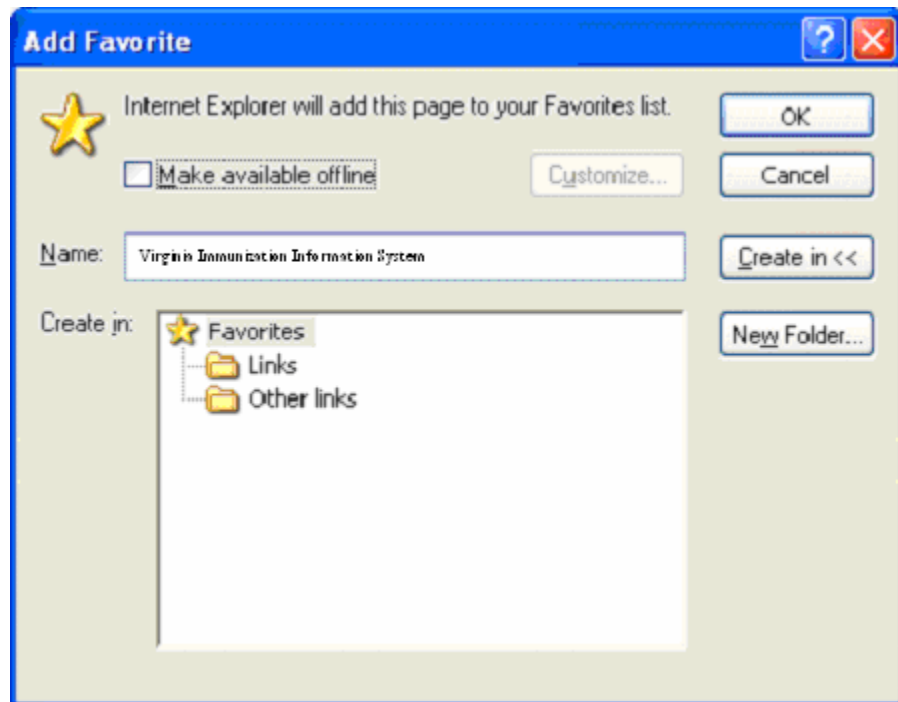 Add Favorite
Internet Explorer will add this page to your Favorites list.
OK
Make available offline
Customize...
Cancel
Name: Virginia Immunization Information System
Create in <<
Create in:
Favorites
New Folder...
Links
Other links